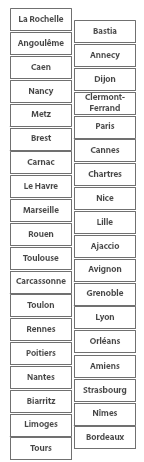 La Rochelle
Angoulême
Caen
Nancy
Metz
Brest
Carnac
Le Havre
Marseille
Rouen
Toulouse
Carcassonne
Toulon
Rennes
Poitiers
Nantes
Biarritz
Limoges
Tours
Bastia
Annecy
Dijon
Clermont-
Ferrand
Paris
Cannes
Chartres
Nice
Lille
Ajaccio
Avignon
Grenoble
Lyon
Orléans
Amiens
Strasbourg
Nîmes
Bordeaux